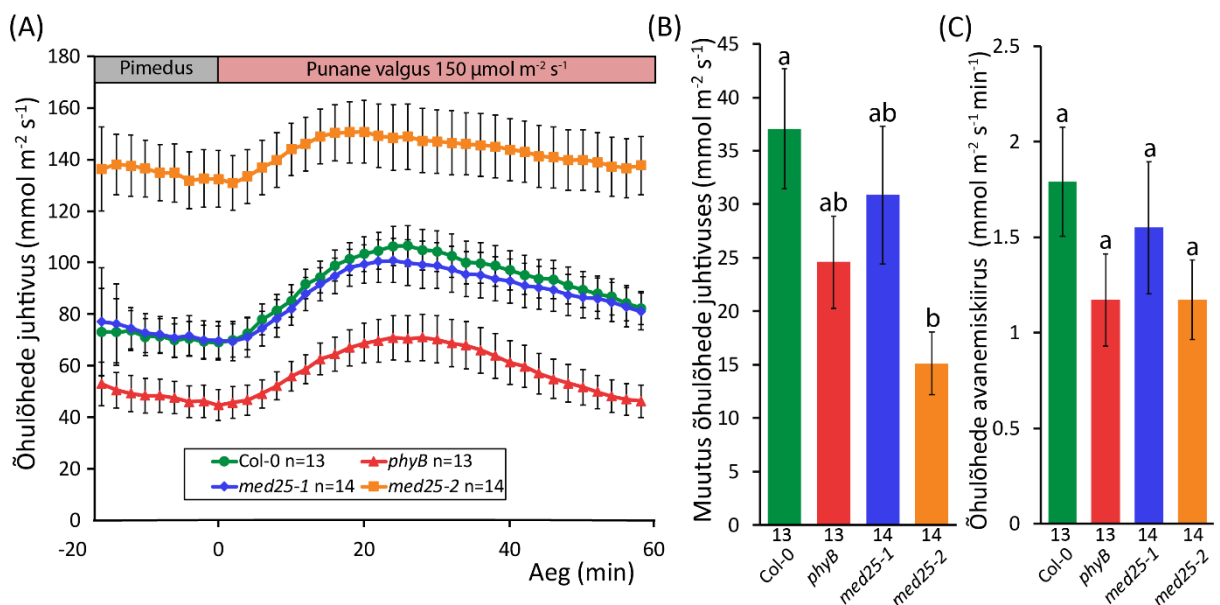 (A)
Õhulõhede juhtivus (mmol m⁻² s⁻¹)
180
160
140
120
100
80
60
40
20
0
Pimedus
Punane valgus 150 µmol m⁻² s⁻¹
Col-0 n=13
phyB n=13
med25-1 n=14
med25-2 n=14
-20
0
20
40
60
Aeg (min)
(B)
Muutus õhulõhede juhtivuses (mmol m⁻² s⁻¹)
45
40
35
30
25
20
15
10
5
0
a
ab
ab
b
13
13
14
14
Col-0
phyB
med25-1
med25-2
(C)
Õhulõhede avanemiskiirus (mmol m⁻² s⁻¹ min⁻¹)
2.5
2
1.5
1
0.5
0
a
a
a
a
13
13
14
14
Col-0
phyB
med25-1
med25-2